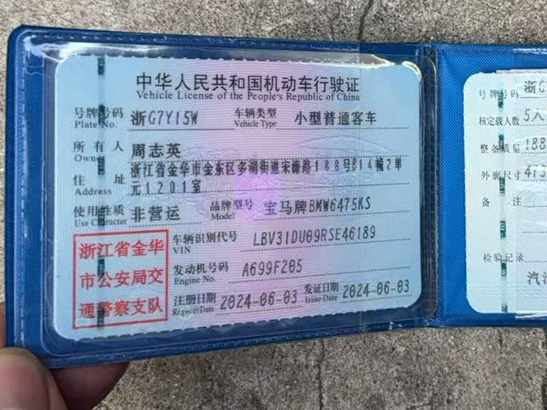 中华人民共和国机动车行驶证
Vehicle License of the People's Republic of China
号牌号码 浙G7Y15W 车辆类型 小型普通客车
Plate No. Vehicle Type
所有人 周志英
Owner
住址 浙江省金华市金东区多湖街道宋濂路188号814幢2单
元1201室
使用性质 非营运 品牌型号 宝马牌BMW6475KS
Use Character Model
浙江省金华
市公安局交
通警察支队
车辆识别代号 LBV31DU09RSE46189
VIN
发动机号码 A699F205
Engine No.
注册日期 2024-06-03 发证日期 2024-06-03
Register Date Issue Date
号牌号码
核定载人数 5人
整备质量
外廓尺寸
备注
检验记录